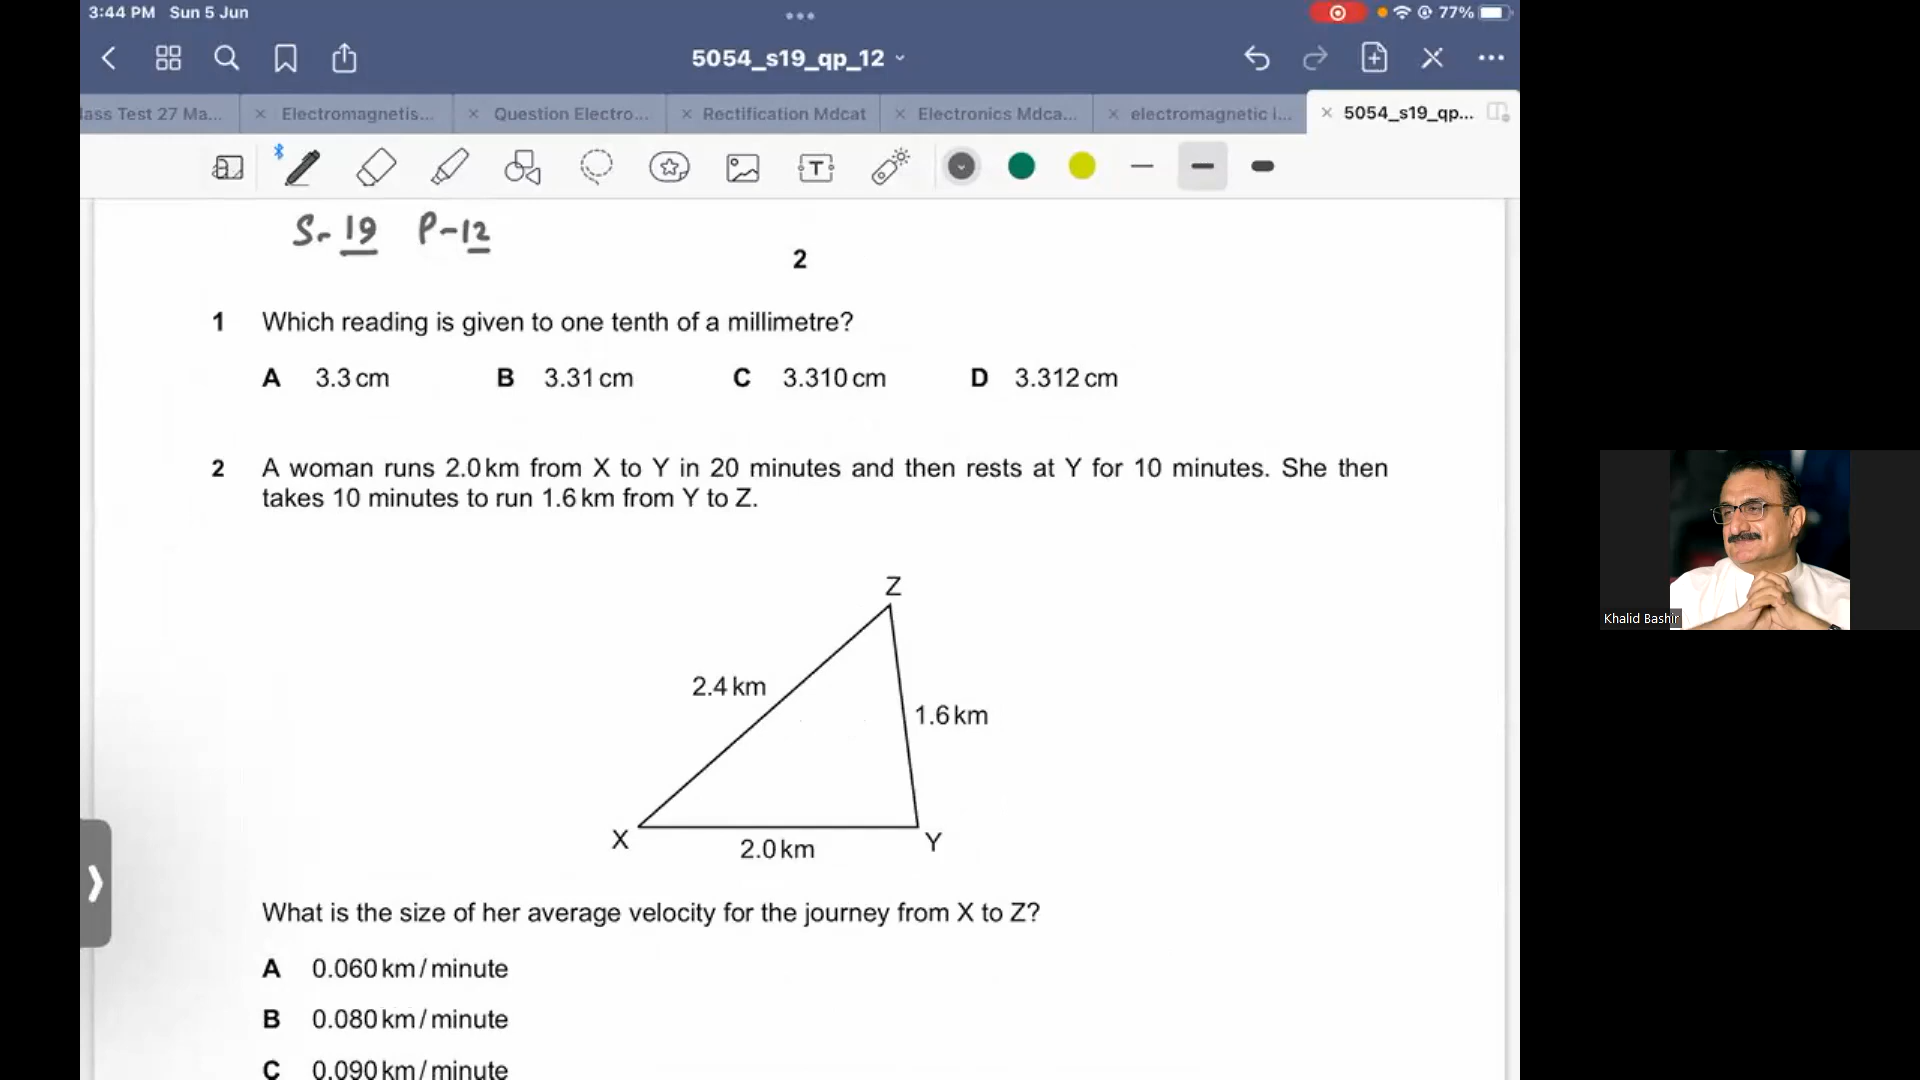 3:44 PM Sun 5 Jun
77%
5054_s19_qp_12
ass Test 27 Ma...
Electromagnetis...
Question Electro...
Rectification Mdcat
Electronics Mdca...
electromagnetic i...
5054_s19_qp...
S-19 P-12
2
1 Which reading is given to one tenth of a millimetre?
A 3.3 cm B 3.31 cm C 3.310 cm D 3.312 cm
2 A woman runs 2.0 km from X to Y in 20 minutes and then rests at Y for 10 minutes. She then
takes 10 minutes to run 1.6 km from Y to Z.
Z
2.4 km
1.6 km
X
Y
2.0 km
What is the size of her average velocity for the journey from X to Z?
A 0.060 km / minute
B 0.080 km / minute
C 0.090 km / minute
Khalid Bashir